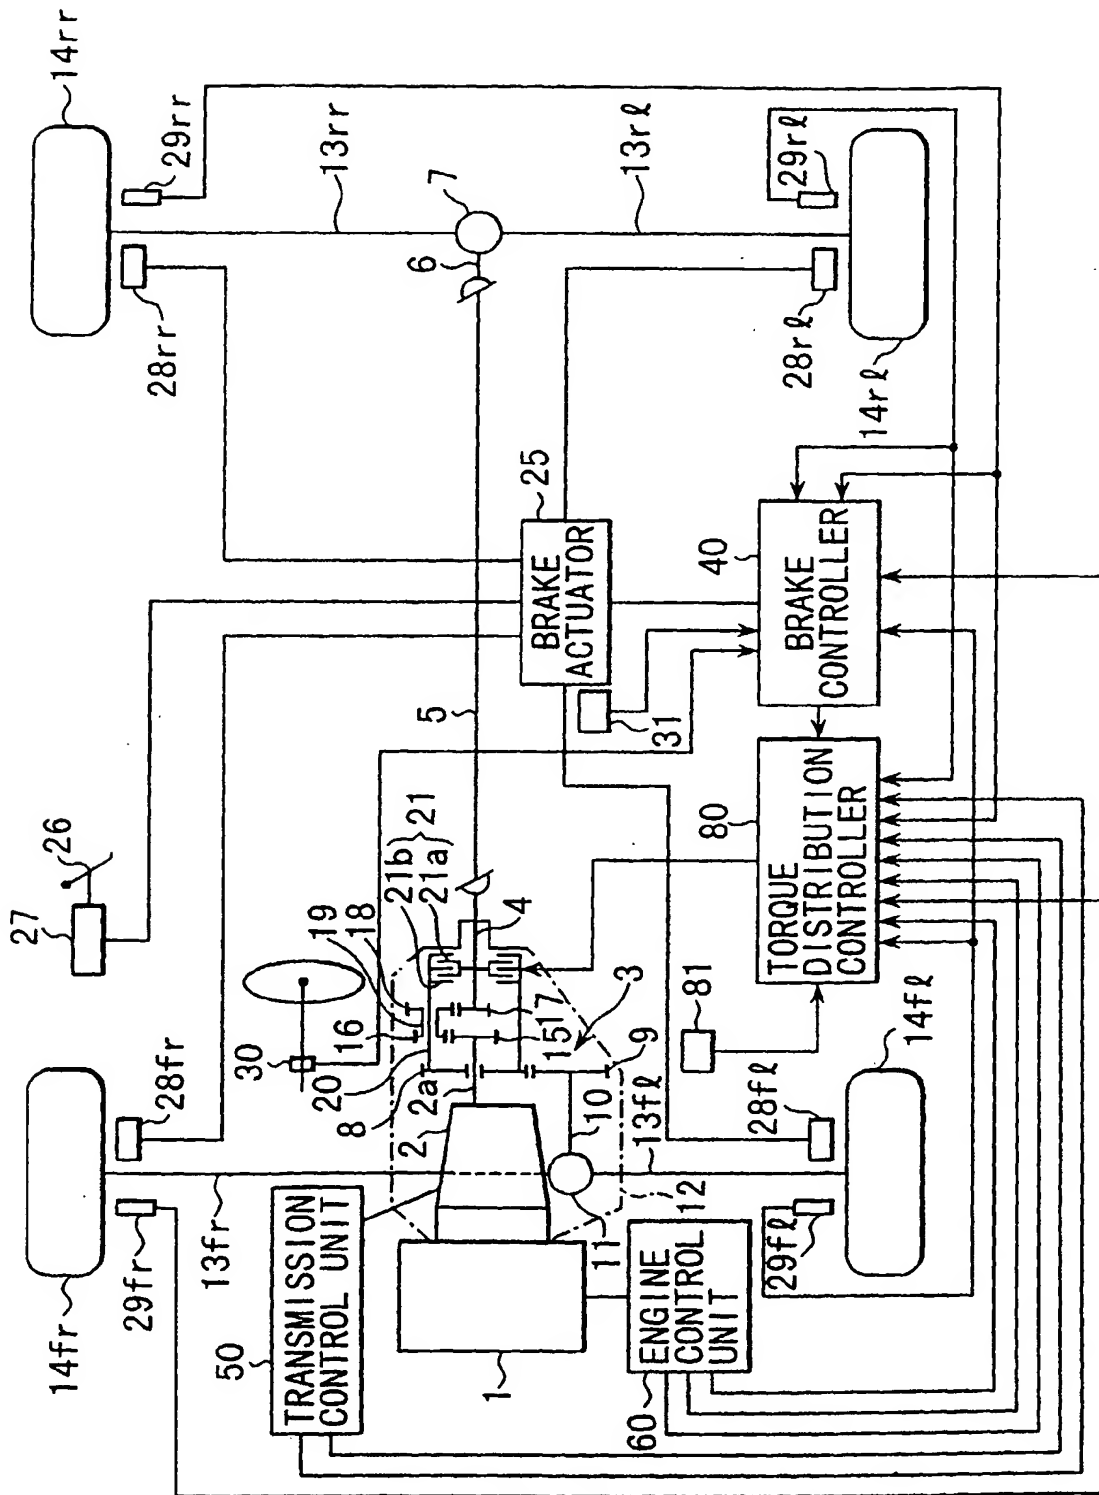 14rr
29rr
28rr
13rr
7
6
13rℓ
29rℓ
28rℓ
14rℓ
26
27
5
25
BRAKE
ACTUATOR
31
40
BRAKE
CONTROLLER
80
TORQUE
DISTRIBUTION
CONTROLLER
81
14fr
28fr
29fr
13fr
30
16
18
19
20
21b
21a
21
4
8
2a
2
17
15
3
9
10
11
12
13fℓ
28fℓ
29fℓ
14fℓ
50
TRANSMISSION
CONTROL UNIT
1
60
ENGINE
CONTROL
UNIT